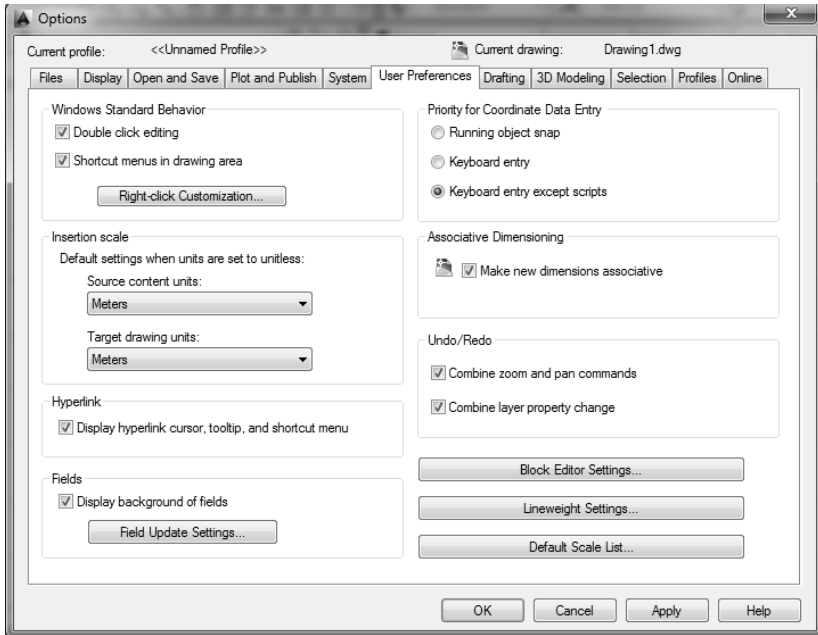 Options
Current profile: <<Unnamed Profile>> Current drawing: Drawing1.dwg
Files Display Open and Save Plot and Publish System User Preferences Drafting 3D Modeling Selection Profiles Online
Windows Standard Behavior
Double click editing
Shortcut menus in drawing area
Right-click Customization...
Insertion scale
Default settings when units are set to unitless:
Source content units:
Meters
Target drawing units:
Meters
Hyperlink
Display hyperlink cursor, tooltip, and shortcut menu
Fields
Display background of fields
Field Update Settings...
Priority for Coordinate Data Entry
Running object snap
Keyboard entry
Keyboard entry except scripts
Associative Dimensioning
Make new dimensions associative
Undo/Redo
Combine zoom and pan commands
Combine layer property change
Block Editor Settings...
Lineweight Settings...
Default Scale List...
OK Cancel Apply Help